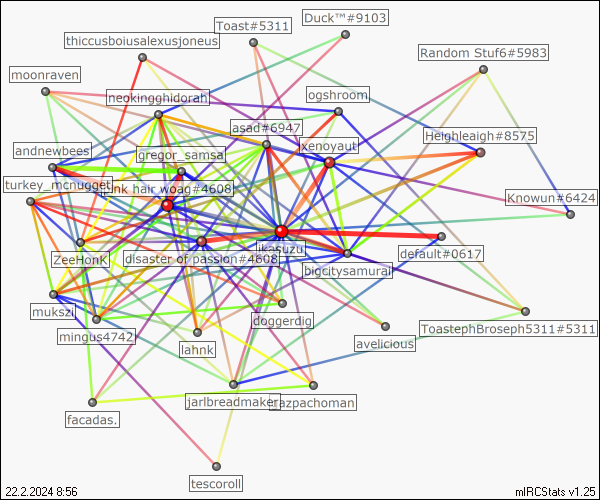 Duck™#9103
Toast#5311
thiccusboiusalexusjoneus
Random Stuf6#5983
moonraven
neokingghidorah
ogshroom
asad#6947
Heighleaigh#8575
xenoyaut
andnewbees
gregor_samsa
turkey_mcnugget
ink hair woag#4608
Knowun#6424
likasuzu
default#0617
ZeeHonK
disaster of passion#4608
bigcitysamurai
mukszi
doggerdig
ToastephBroseph5311#5311
mingus4742
lahnk
avelicious
jarlbreadmaker
gazpachoman
facadas.
tescoroll
22.2.2024 8:56
mIRCStats v1.25